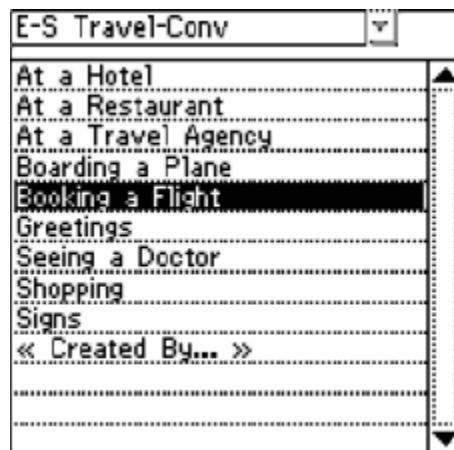 E-S Travel-Conv
At a Hotel
At a Restaurant
At a Travel Agency
Boarding a Plane
Booking a Flight
Greetings
Seeing a Doctor
Shopping
Signs
« Created By... »